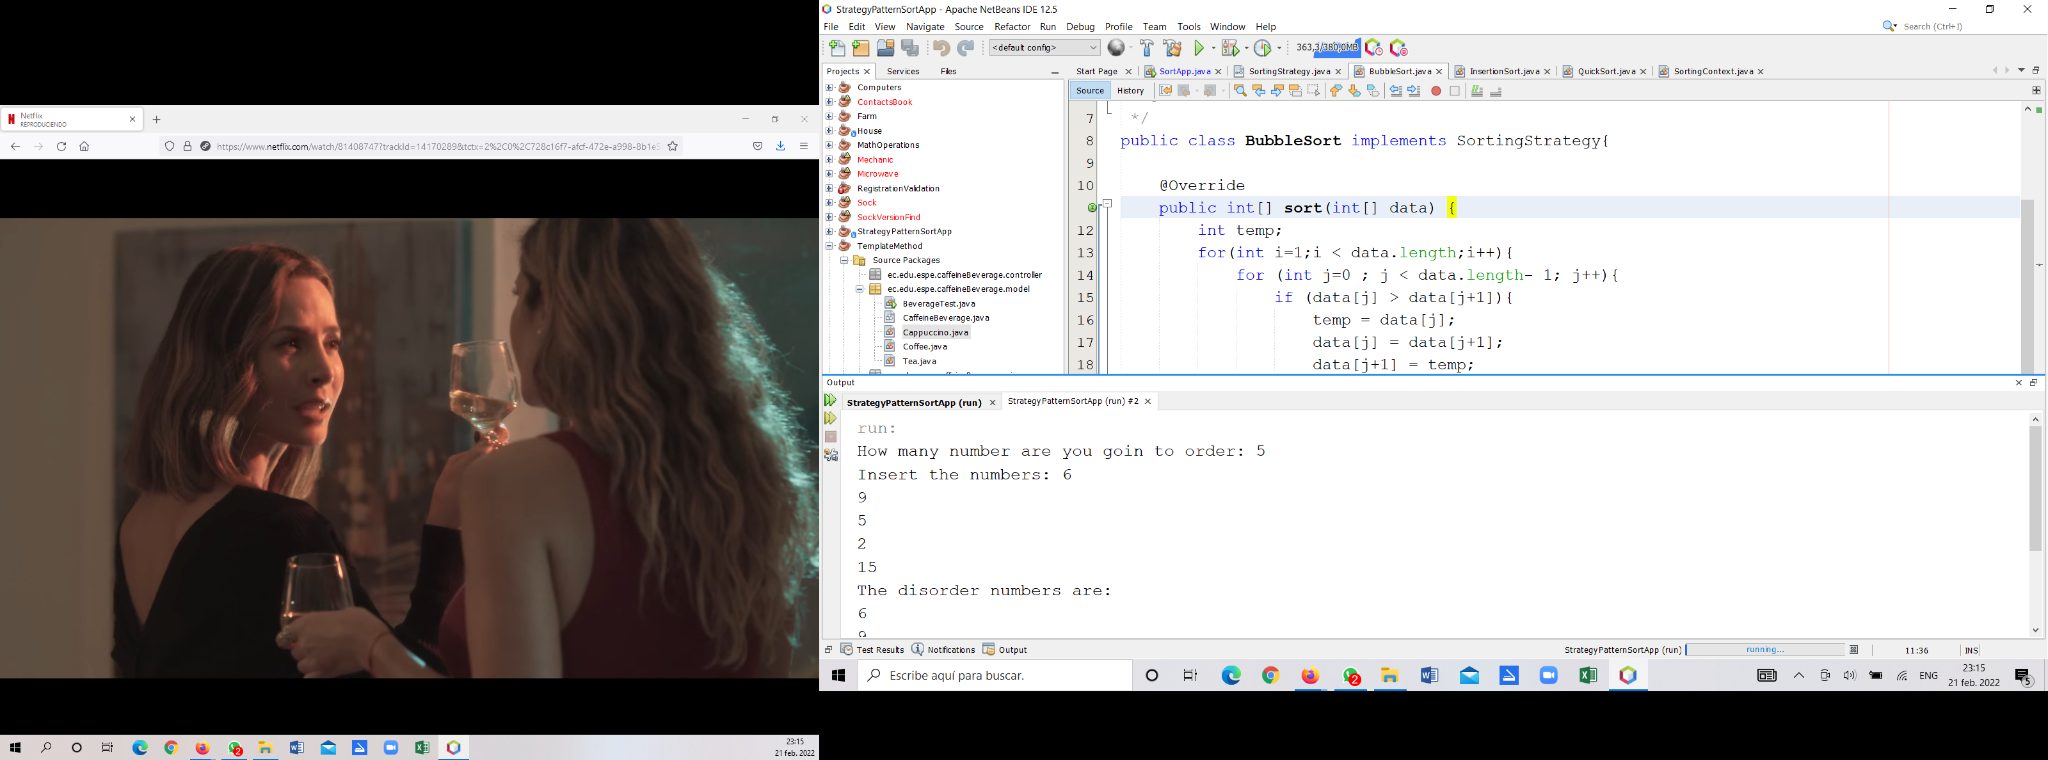 Netflix
REPRODUCIENDO
https://www.netflix.com/watch/81408747?trackId=14170289&tctx=2%2C0%2C728c16f7-afcf-472e-a998-8b1e
23:15
21 feb. 2022
StrategyPatternSortApp - Apache NetBeans IDE 12.5
File Edit View Navigate Source Refactor Run Debug Profile Team Tools Window Help
Search (Ctrl+I)
<default config>
363,3/380,0MB
Projects Services Files
Computers
ContactsBook
Farm
House
MathOperations
Mechanic
Microwave
RegistrationValidation
Sock
SockVersionFind
StrategyPatternSortApp
TemplateMethod
Source Packages
ec.edu.espe.caffeineBeverage.controller
ec.edu.espe.caffeineBeverage.model
BeverageTest.java
CaffeineBeverage.java
Cappuccino.java
Coffee.java
Tea.java
Start Page SortApp.java SortingStrategy.java BubbleSort.java InsertionSort.java QuickSort.java SortingContext.java
Source History
7 */
8 public class BubbleSort implements SortingStrategy{
9
10 @Override
public int[] sort(int[] data) {
12 int temp;
13 for(int i=1;i < data.length;i++){
14 for (int j=0 ; j < data.length- 1; j++){
15 if (data[j] > data[j+1]){
16 temp = data[j];
17 data[j] = data[j+1];
18 data[j+1] = temp;
Output
StrategyPatternSortApp (run) StrategyPatternSortApp (run) #2
run:
How many number are you goin to order: 5
Insert the numbers: 6
9
5
2
15
The disorder numbers are:
6
9
Test Results Notifications Output
StrategyPatternSortApp (run) running... 11:36 INS
Escribe aquí para buscar.
ENG
23:15
21 feb. 2022
5